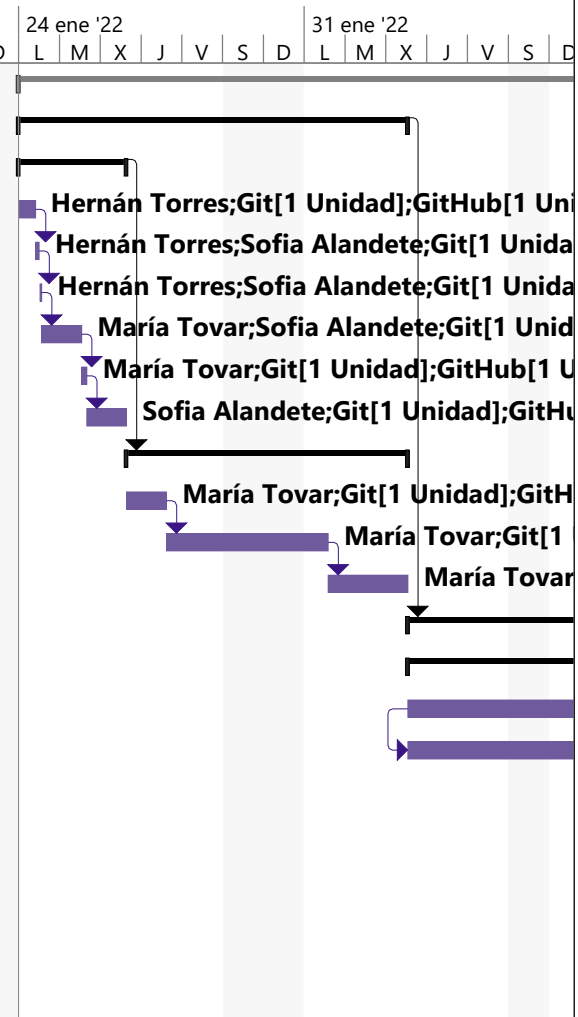 24 ene '22 31 ene '22
L M X J V S D L M X J V S D
Hernán Torres;Git[1 Unidad];GitHub[1 Uni
Hernán Torres;Sofia Alandete;Git[1 Unida
Hernán Torres;Sofia Alandete;Git[1 Unida
María Tovar;Sofia Alandete;Git[1 Unid
María Tovar;Git[1 Unidad];GitHub[1 U
Sofia Alandete;Git[1 Unidad];GitHu
María Tovar;Git[1 Unidad];GitH
María Tovar;Git[1
María Tovar